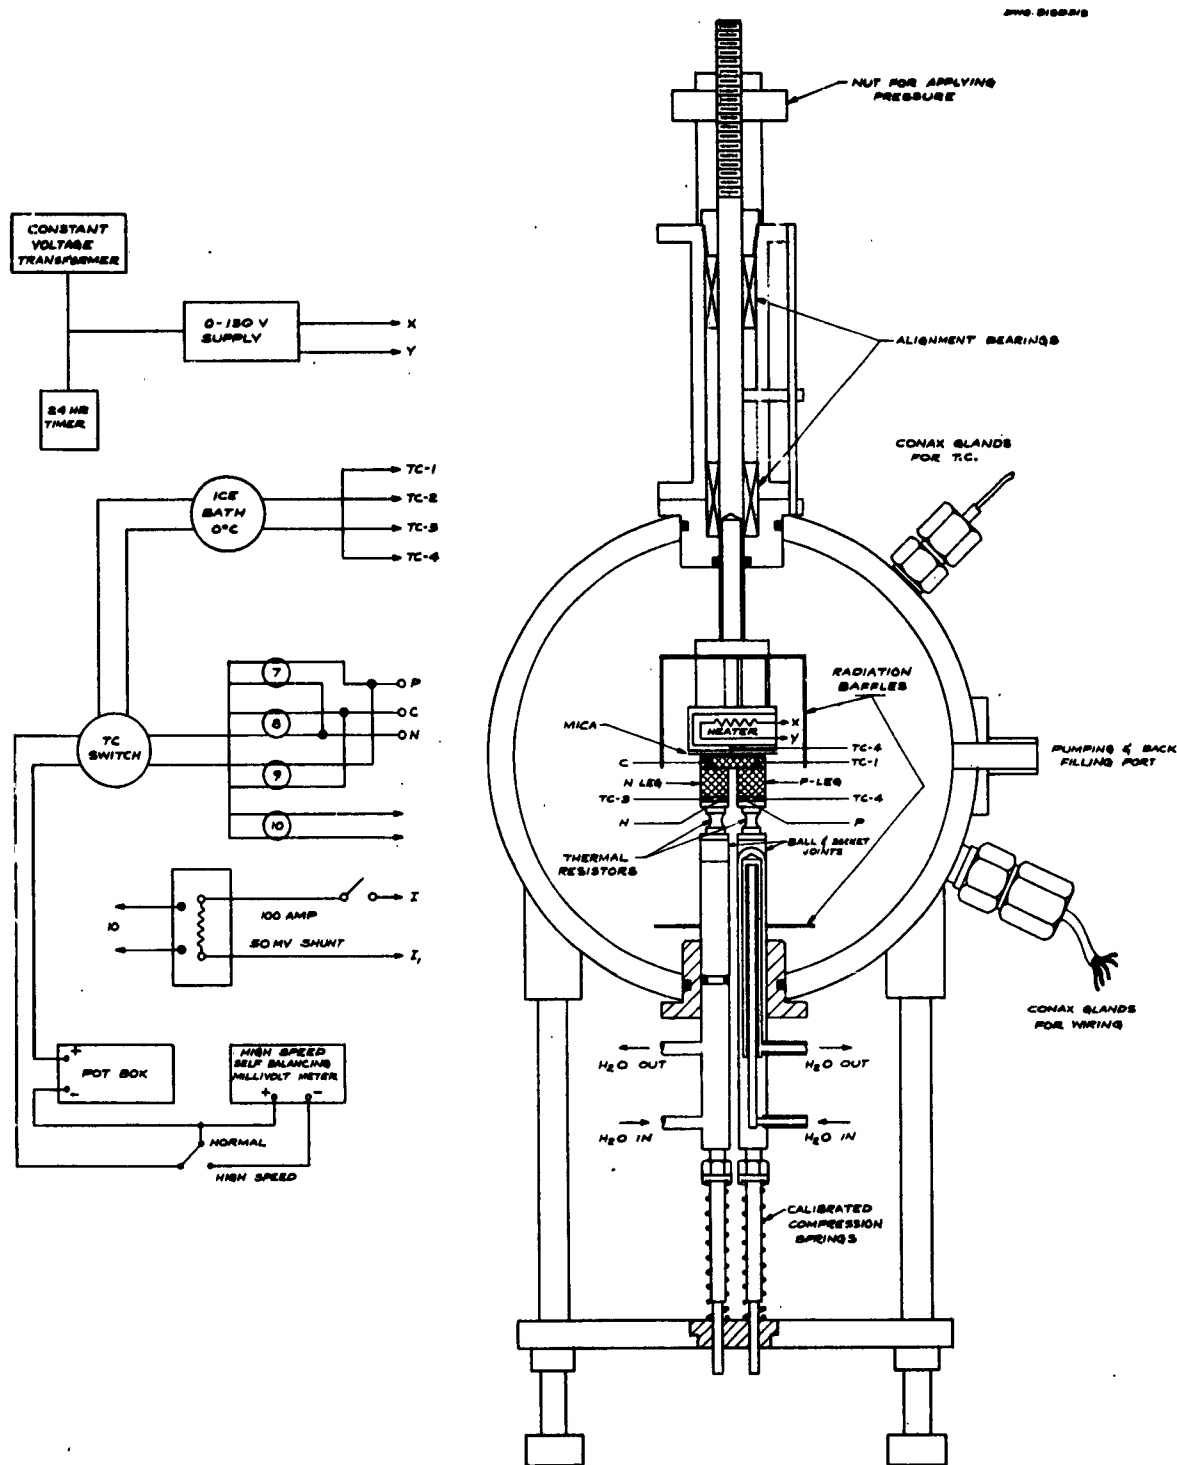 NUT FOR APPLYING
PRESSURE
CONSTANT
VOLTAGE
TRANSFORMER
0-130 V
SUPPLY
X
Y
24 HR
TIMER
ALIGNMENT BEARINGS
CONAX GLANDS
FOR T.C.
ICE
BATH
0°C
TC-1
TC-2
TC-3
TC-4
RADIATION
BAFFLES
7
P
8
C
N
TC
SWITCH
9
10
MICA
HEATER
X
Y
TC-4
C
TC-1
N LEG
P-LEG
TC-3
TC-4
N
P
PUMPING & BACK
FILLING PORT
THERMAL
RESISTORS
BALL & SOCKET
JOINTS
10
100 AMP
50 MV SHUNT
I
I,
CONAX GLANDS
FOR WIRING
+
-
POT BOX
HIGH SPEED
SELF BALANCING
MILLIVOLT METER
+ -
H2O OUT
H2O OUT
H2O IN
H2O IN
NORMAL
HIGH SPEED
CALIBRATED
COMPRESSION
SPRINGS